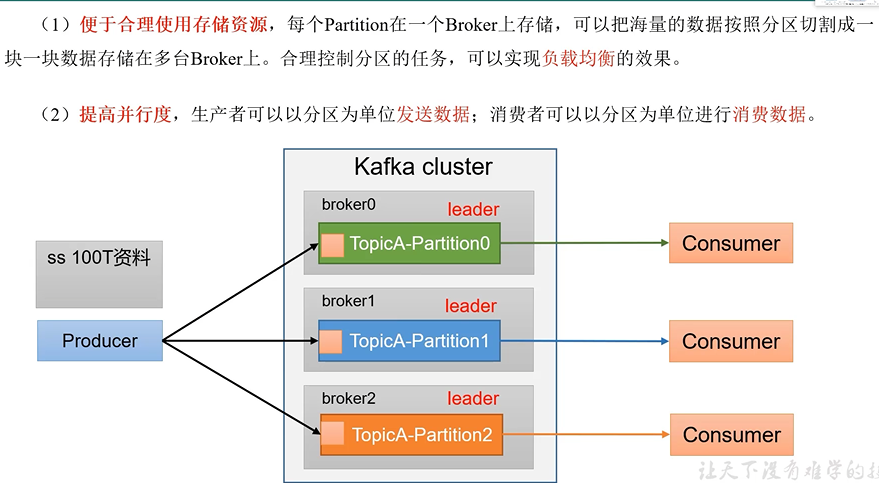 （1）便于合理使用存储资源，每个Partition在一个Broker上存储，可以把海量的数据按照分区切割成一
块一块数据存储在多台Broker上。合理控制分区的任务，可以实现负载均衡的效果。
（2）提高并行度，生产者可以以分区为单位发送数据；消费者可以以分区为单位进行消费数据。
Kafka cluster
broker0
leader
TopicA-Partition0
Consumer
ss 100T资料
broker1
leader
Producer
TopicA-Partition1
Consumer
broker2
leader
TopicA-Partition2
Consumer
让天下没有难学的技